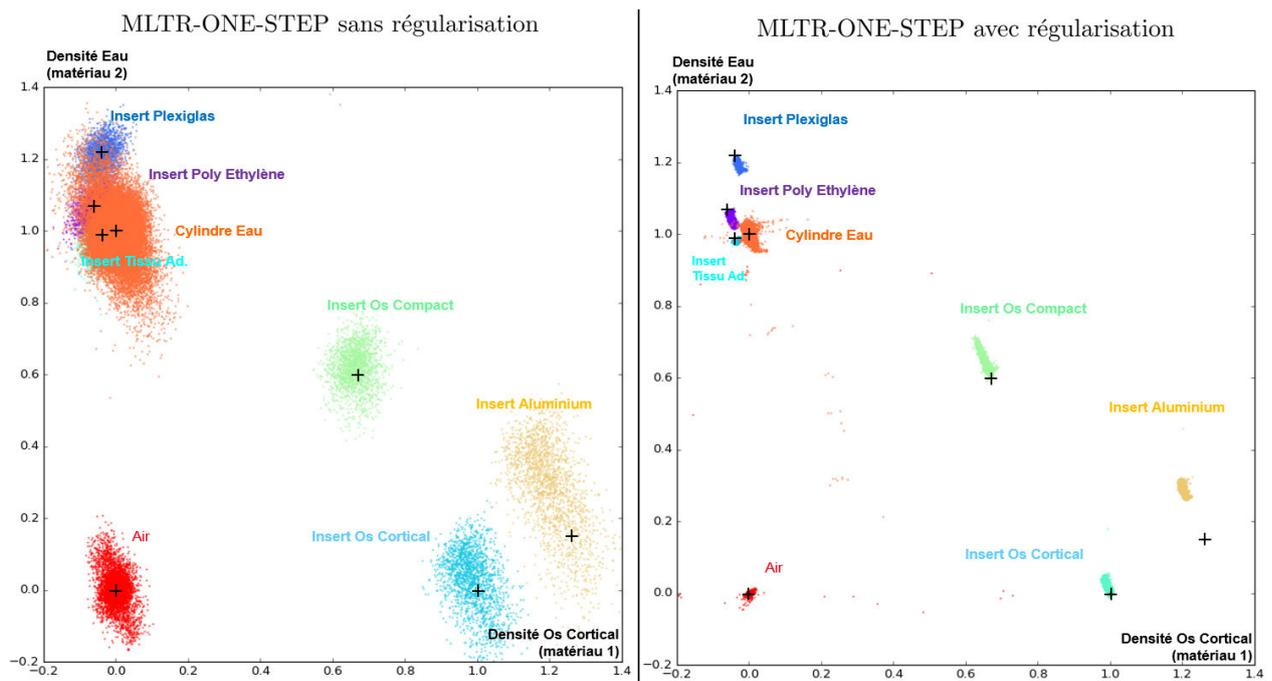 MLTR-ONE-STEP sans régularisation
Densité Eau
(matériau 2)
1.4
1.2
1.0
0.8
0.6
0.4
0.2
0.0
−0.2
Insert Plexiglas
Insert Poly Ethylène
Cylindre Eau
Insert Tissu Ad.
Insert Os Compact
Insert Aluminium
Insert Os Cortical
Air
Densité Os Cortical
(matériau 1)
−0.2 0.0 0.2 0.4 0.6 0.8 1.0 1.2 1.4
MLTR-ONE-STEP avec régularisation
Densité Eau
(matériau 2)
1.4
1.2
1.0
0.8
0.6
0.4
0.2
0.0
−0.2
Insert Plexiglas
Insert Poly Ethylène
Cylindre Eau
Insert
Tissu Ad.
Insert Os Compact
Insert Aluminium
Insert Os Cortical
Air
Densité Os Cortical
(matériau 1)
−0.2 0.0 0.2 0.4 0.6 0.8 1.0 1.2 1.4